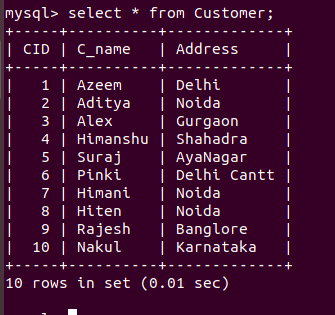 mysql> select * from Customer;
+-----+----------+-------------+
| CID | C_name   | Address     |
+-----+----------+-------------+
|   1 | Azeem    | Delhi       |
|   2 | Aditya   | Noida       |
|   3 | Alex     | Gurgaon     |
|   4 | Himanshu | Shahadra    |
|   5 | Suraj    | AyaNagar    |
|   6 | Pinki    | Delhi Cantt |
|   7 | Himani   | Noida       |
|   8 | Hiten    | Noida       |
|   9 | Rajesh   | Banglore    |
|  10 | Nakul    | Karnataka   |
+-----+----------+-------------+
10 rows in set (0.01 sec)